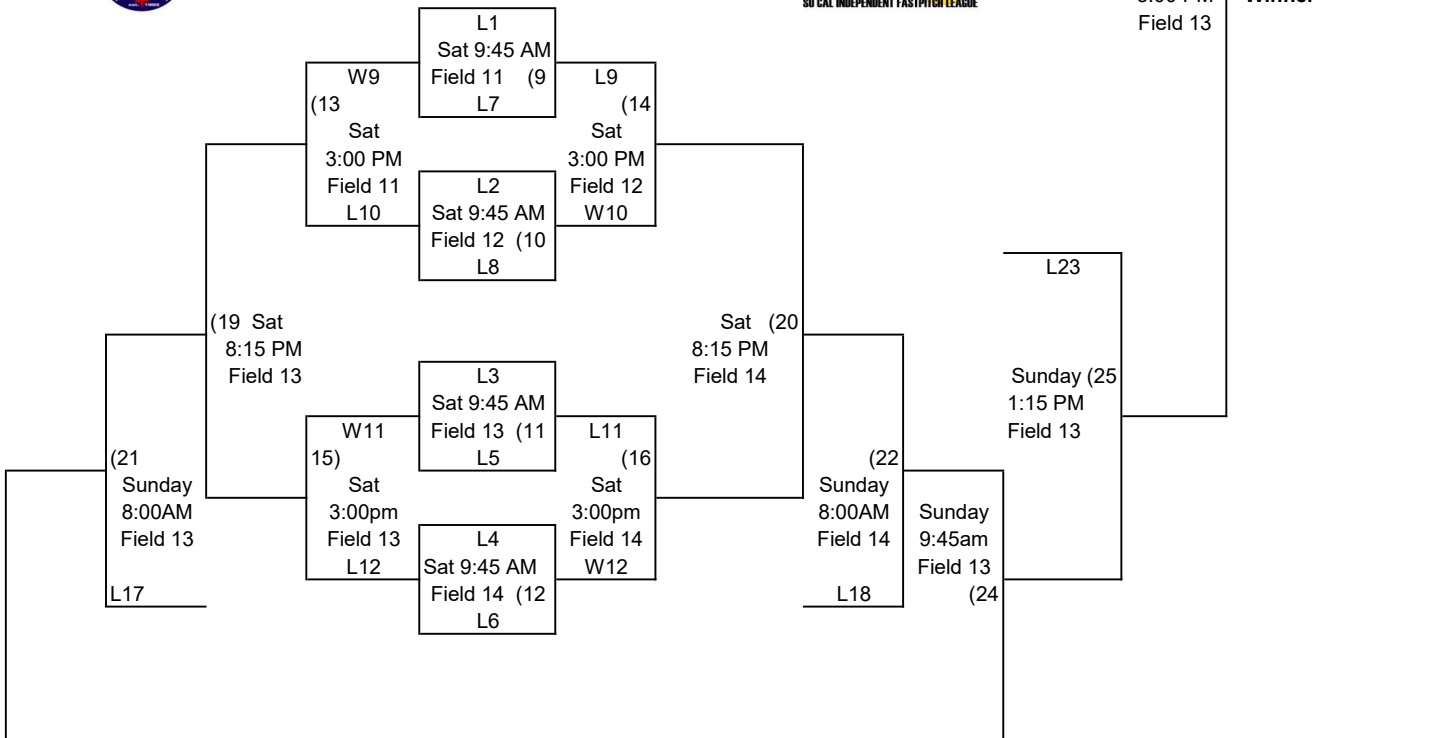 SO CAL INDEPENDENT FASTPITCH LEAGUE
Field 13
L1
Sat 9:45 AM
Field 11 (9
L7
W9
(13
Sat
3:00 PM
Field 11
L10
L9
(14
Sat
3:00 PM
Field 12
W10
L2
Sat 9:45 AM
Field 12 (10
L8
L23
(19 Sat
8:15 PM
Field 13
Sat (20
8:15 PM
Field 14
L3
Sat 9:45 AM
Field 13 (11
L5
Sunday (25
1:15 PM
Field 13
W11
15)
Sat
3:00pm
Field 13
L12
L11
(16
Sat
3:00pm
Field 14
W12
(21
Sunday
8:00AM
Field 13
L17
(22
Sunday
8:00AM
Field 14
L18
L4
Sat 9:45 AM
Field 14 (12
L6
Sunday
9:45am
Field 13
(24